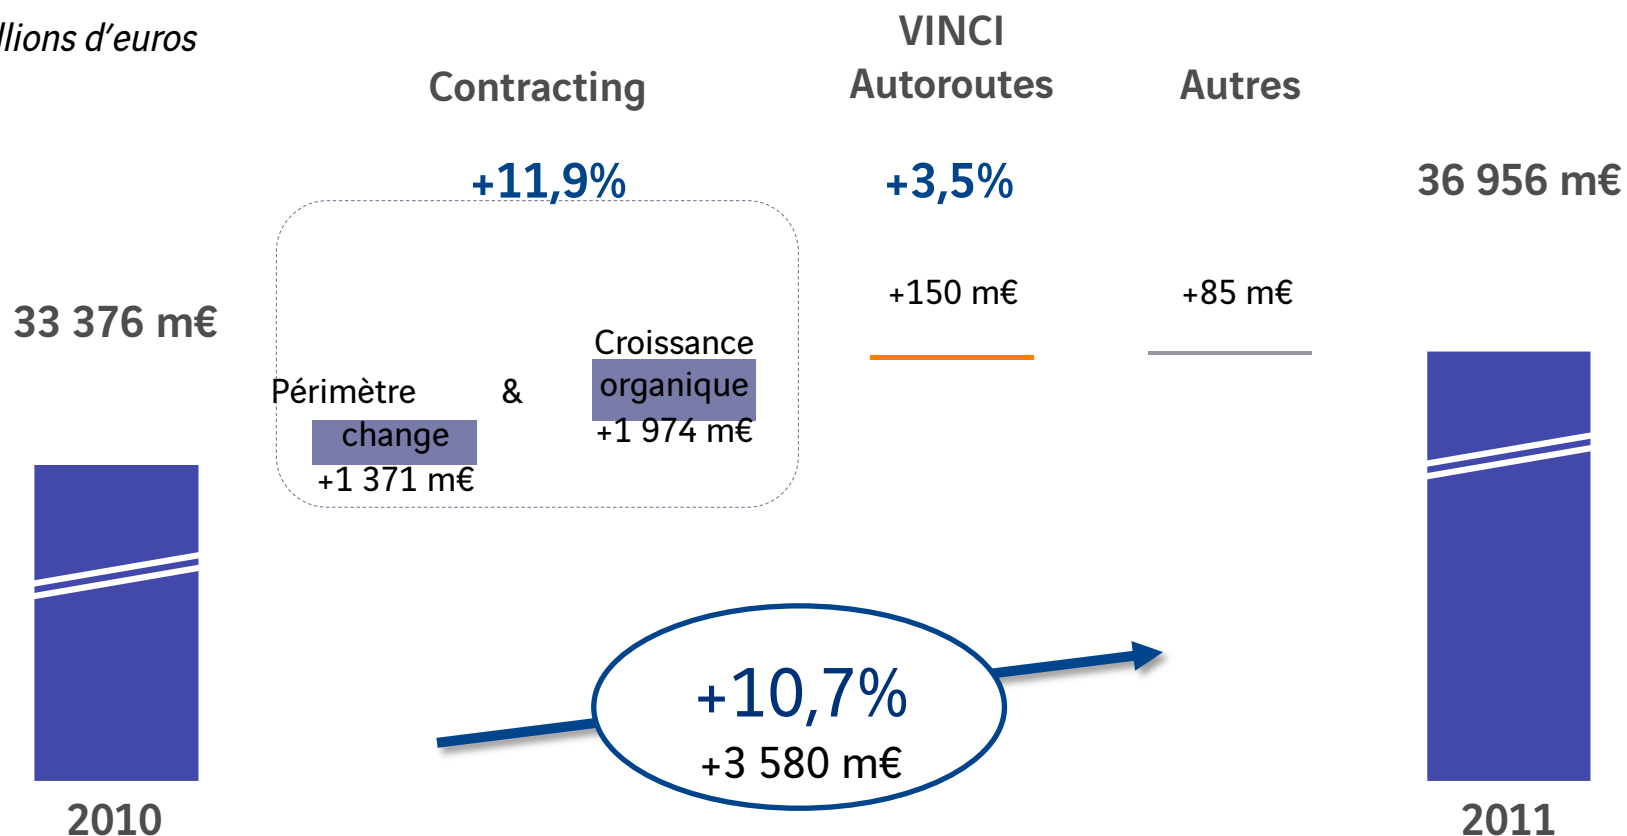 llions d'euros
Contracting
VINCI
Autoroutes
Autres
+11,9%
+3,5%
36 956 m€
33 376 m€
+150 m€
+85 m€
Périmètre &
change
+1 371 m€
Croissance
organique
+1 974 m€
+10,7%
+3 580 m€
2010
2011